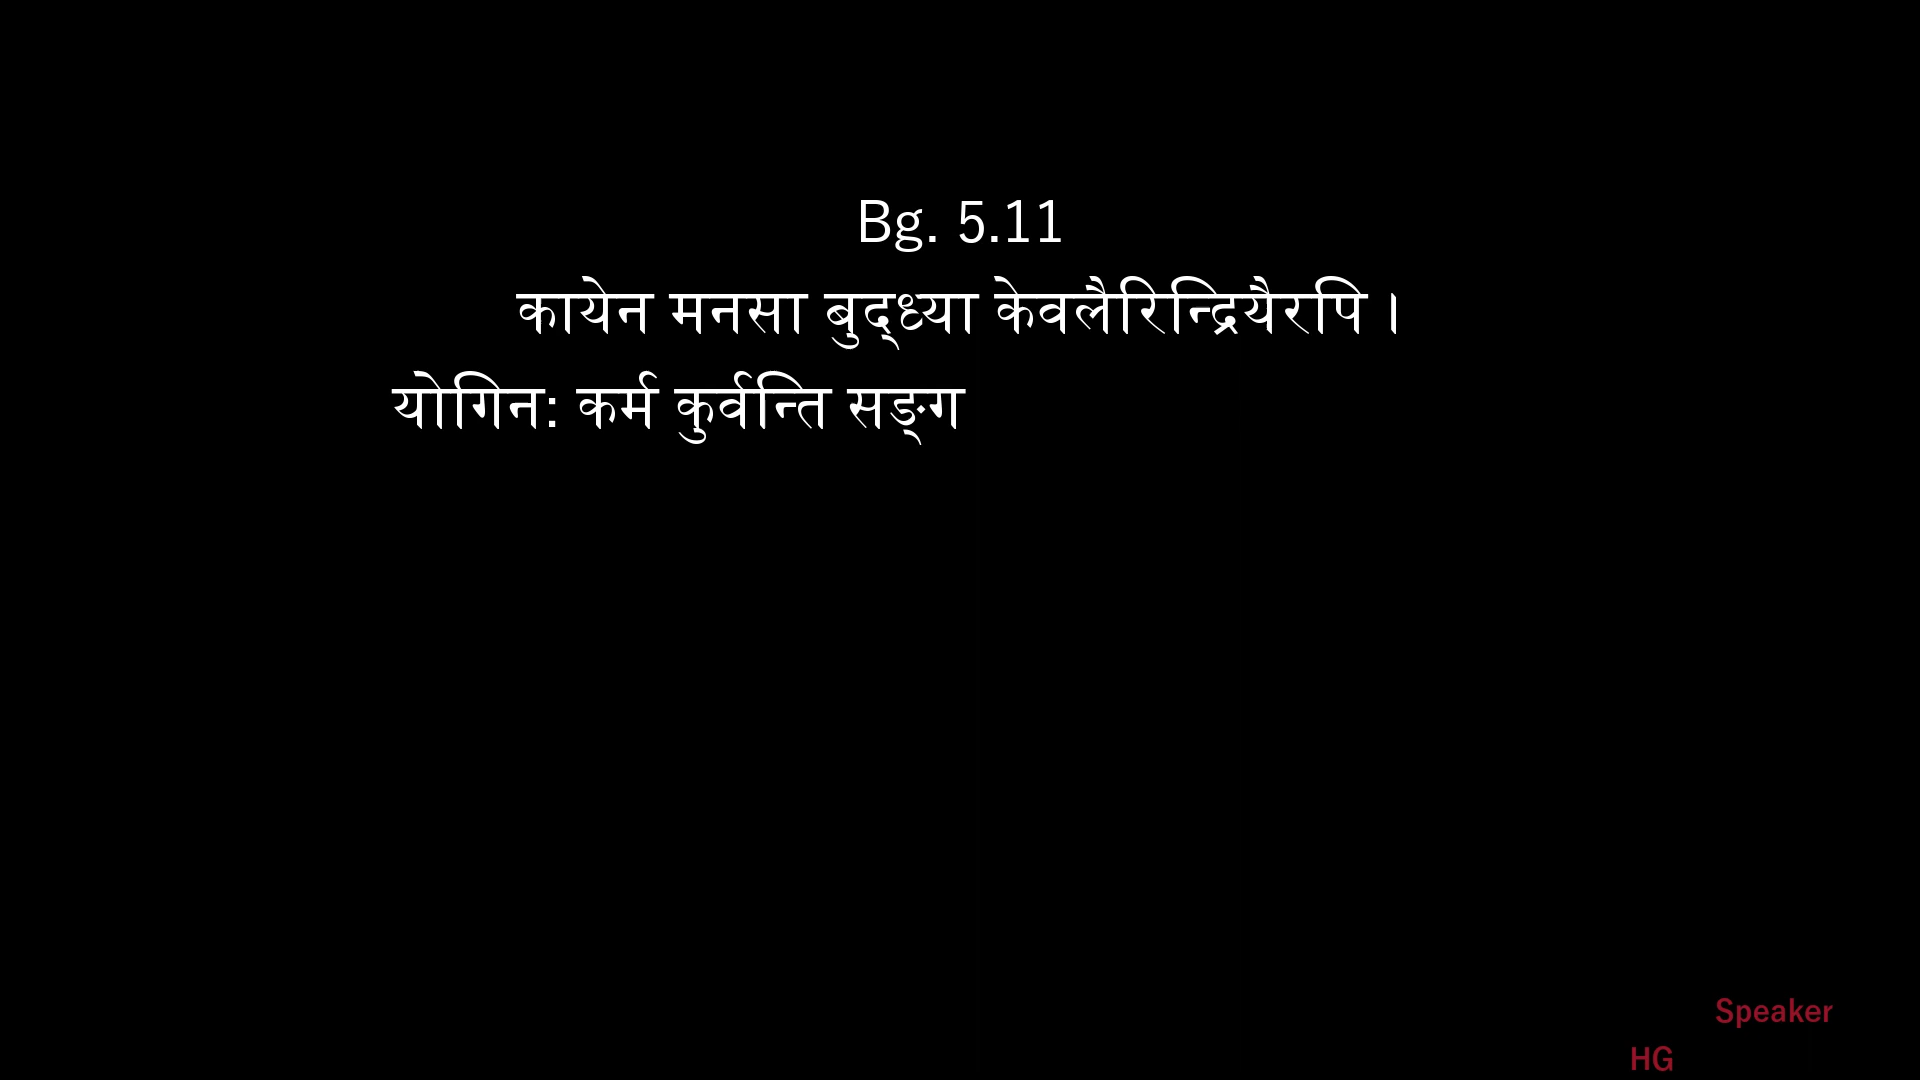 Bg. 5.11
कायेन मनसा बुद्ध्या केवलैरिन्द्रियैरपि ।
योगिन: कर्म कुर्वन्ति सङ्ग
Speaker
HG